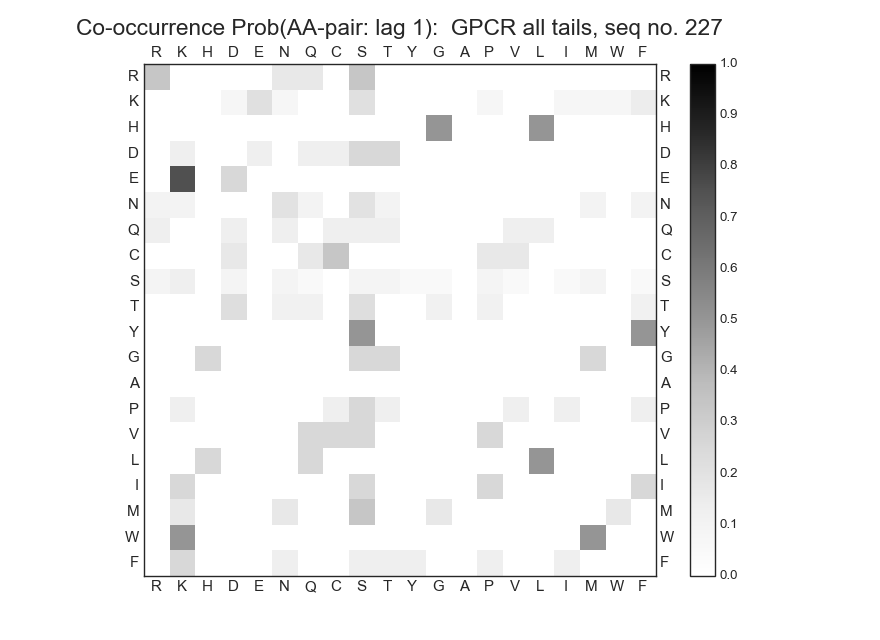 Co-occurrence Prob(AA-pair: lag 1):  GPCR all tails, seq no. 227
R K H D E N Q C S T Y G A P V L I M W F
R R 1.0
K K
0.9
H H
D D 0.8
E E
0.7
N N
Q Q 0.6
C C
S S 0.5
T T
Y Y 0.4
G G
A A 0.3
P P
V V 0.2
L L
I I
0.1
M M
W W
F F 0.0
R K H D E N Q C S T Y G A P V L I M W F